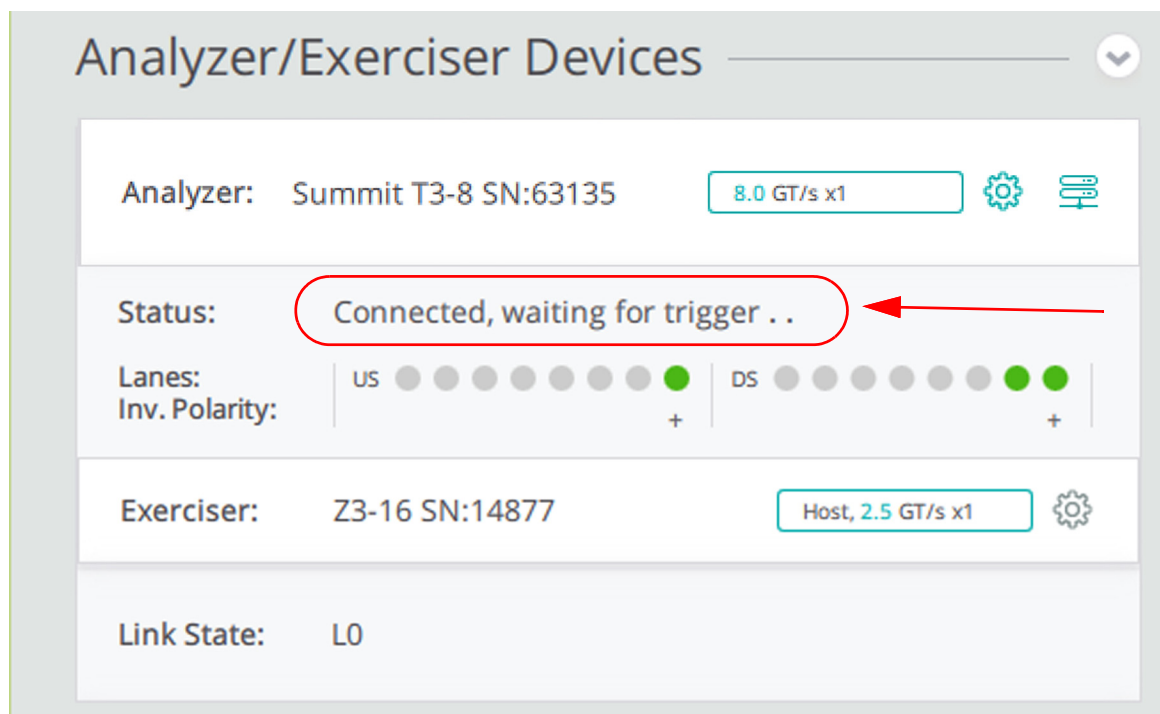 Analyzer/Exerciser Devices
Analyzer: Summit T3-8 SN:63135 8.0 GT/s x1
Status: Connected, waiting for trigger . .
Lanes: US DS
Inv. Polarity: + +
Exerciser: Z3-16 SN:14877 Host, 2.5 GT/s x1
Link State: L0